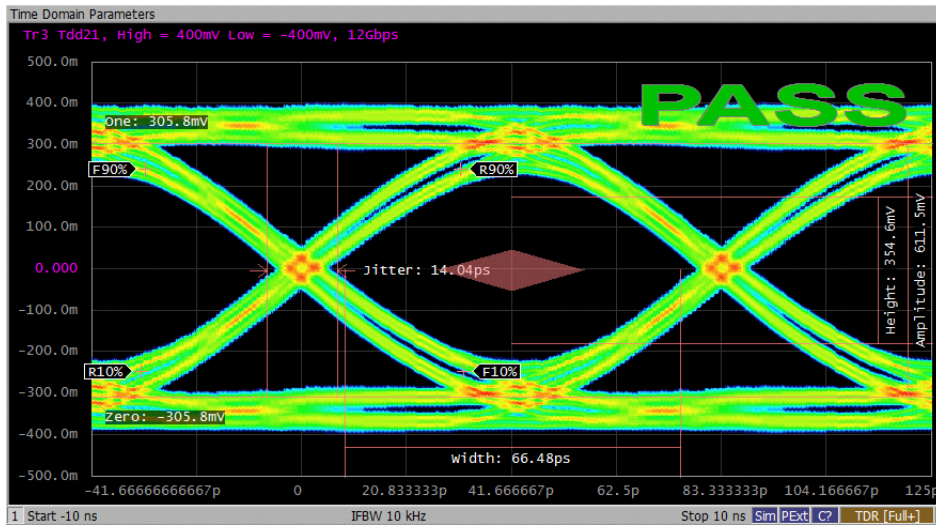 Time Domain Parameters
Tr3 Tdd21, High = 400mV Low = -400mV, 12Gbps
500.0m
PASS
400.0m
One: 305.8mV
300.0m
F90%
R90%
200.0m
100.0m
0.000
Jitter: 14.04ps
Height: 354.6mV
Amplitude: 611.5mV
-100.0m
-200.0m
R10%
F10%
-300.0m
Zero: -305.8mV
-400.0m
Width: 66.48ps
-500.0m
-41.66666666667p 0 20.833333p 41.666667p 62.5p 83.333333p 104.166667p 125p
1 Start -10 ns IFBW 10 kHz Stop 10 ns Sim PExt C? TDR [Full+]